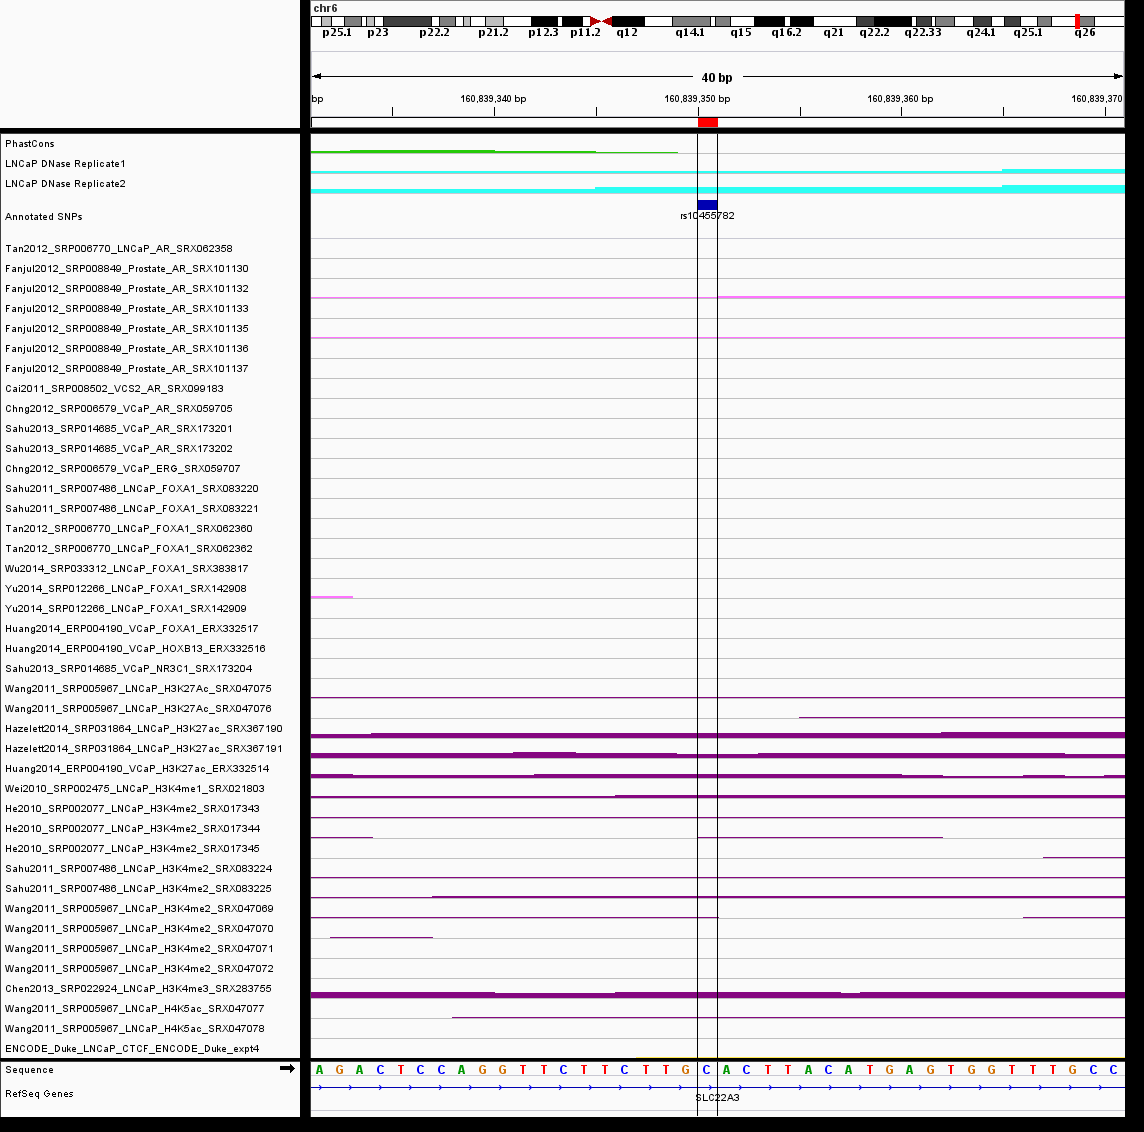 chr6
p25.1 p23 p22.2 p21.2 p12.3 p11.2 q12 q14.1 q15 q16.2 q21 q22.2 q22.33 q24.1 q25.1 q26
40 bp
bp 160,839,340 bp 160,839,350 bp 160,839,360 bp 160,839,370
PhastCons
LNCaP DNase Replicate1
LNCaP DNase Replicate2
Annotated SNPs rs10455782
Tan2012_SRP006770_LNCaP_AR_SRX062358
Fanjul2012_SRP008849_Prostate_AR_SRX101130
Fanjul2012_SRP008849_Prostate_AR_SRX101132
Fanjul2012_SRP008849_Prostate_AR_SRX101133
Fanjul2012_SRP008849_Prostate_AR_SRX101135
Fanjul2012_SRP008849_Prostate_AR_SRX101136
Fanjul2012_SRP008849_Prostate_AR_SRX101137
Cai2011_SRP008502_VCS2_AR_SRX099183
Chng2012_SRP006579_VCaP_AR_SRX059705
Sahu2013_SRP014685_VCaP_AR_SRX173201
Sahu2013_SRP014685_VCaP_AR_SRX173202
Chng2012_SRP006579_VCaP_ERG_SRX059707
Sahu2011_SRP007486_LNCaP_FOXA1_SRX083220
Sahu2011_SRP007486_LNCaP_FOXA1_SRX083221
Tan2012_SRP006770_LNCaP_FOXA1_SRX062360
Tan2012_SRP006770_LNCaP_FOXA1_SRX062362
Wu2014_SRP033312_LNCaP_FOXA1_SRX383817
Yu2014_SRP012266_LNCaP_FOXA1_SRX142908
Yu2014_SRP012266_LNCaP_FOXA1_SRX142909
Huang2014_ERP004190_VCaP_FOXA1_ERX332517
Huang2014_ERP004190_VCaP_HOXB13_ERX332516
Sahu2013_SRP014685_VCaP_NR3C1_SRX173204
Wang2011_SRP005967_LNCaP_H3K27Ac_SRX047075
Wang2011_SRP005967_LNCaP_H3K27Ac_SRX047076
Hazelett2014_SRP031864_LNCaP_H3K27ac_SRX367190
Hazelett2014_SRP031864_LNCaP_H3K27ac_SRX367191
Huang2014_ERP004190_VCaP_H3K27ac_ERX332514
Wei2010_SRP002475_LNCaP_H3K4me1_SRX021803
He2010_SRP002077_LNCaP_H3K4me2_SRX017343
He2010_SRP002077_LNCaP_H3K4me2_SRX017344
He2010_SRP002077_LNCaP_H3K4me2_SRX017345
Sahu2011_SRP007486_LNCaP_H3K4me2_SRX083224
Sahu2011_SRP007486_LNCaP_H3K4me2_SRX083225
Wang2011_SRP005967_LNCaP_H3K4me2_SRX047069
Wang2011_SRP005967_LNCaP_H3K4me2_SRX047070
Wang2011_SRP005967_LNCaP_H3K4me2_SRX047071
Wang2011_SRP005967_LNCaP_H3K4me2_SRX047072
Chen2013_SRP022924_LNCaP_H3K4me3_SRX283755
Wang2011_SRP005967_LNCaP_H4K5ac_SRX047077
Wang2011_SRP005967_LNCaP_H4K5ac_SRX047078
ENCODE_Duke_LNCaP_CTCF_ENCODE_Duke_expt4
Sequence A G A C T C C A G G T T C T T C T T G C A C T T A C A T G A G T G G T T T G C C
RefSeq Genes SLC22A3